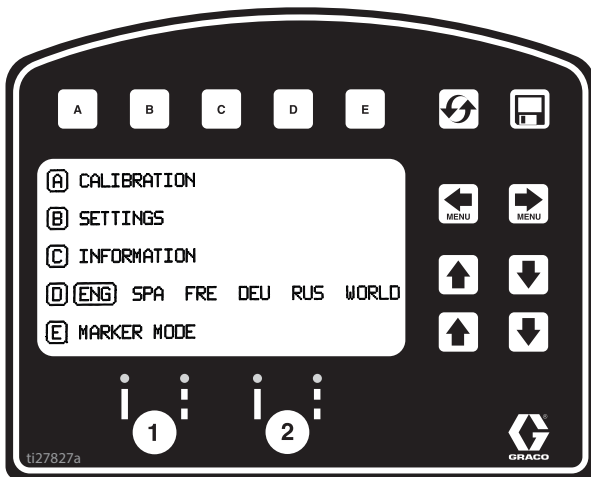 A B C D E
A CALIBRATION
B SETTINGS
C INFORMATION
D ENG SPA FRE DEU RUS WORLD
E MARKER MODE
MENU MENU
1 2
ti27827a
GRACO